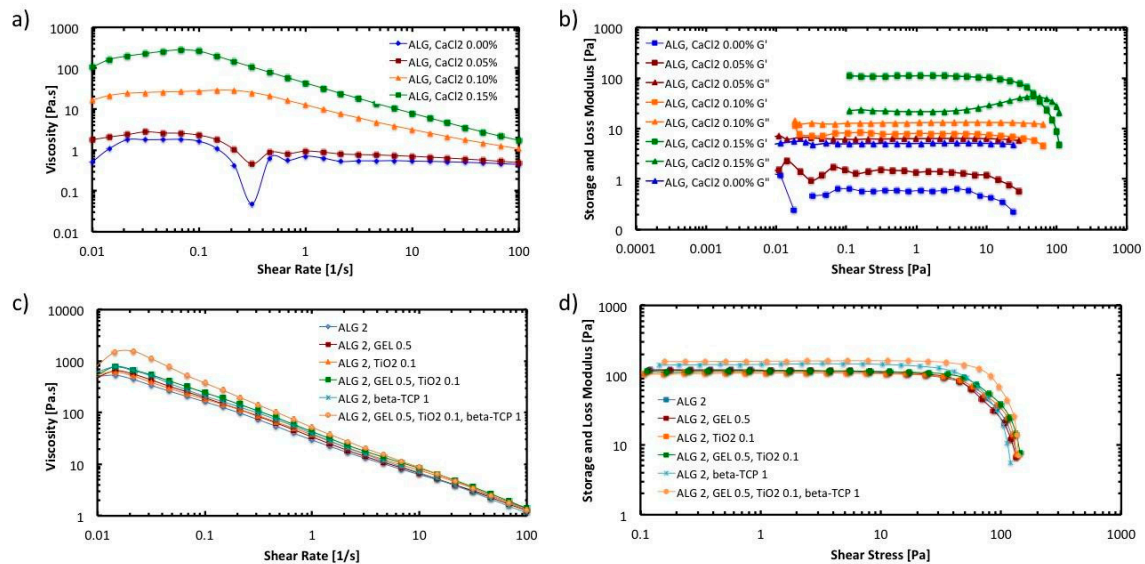 a)
1000
100
10
1
0.1
0.01
Viscosity [Pa.s]
ALG, CaCl2 0.00%
ALG, CaCl2 0.05%
ALG, CaCl2 0.10%
ALG, CaCl2 0.15%
0.01 0.1 1 10 100
Shear Rate [1/s]
b)
1000
100
10
1
0
Storage and Loss Modulus [Pa]
ALG, CaCl2 0.00% G'
ALG, CaCl2 0.05% G'
ALG, CaCl2 0.05% G"
ALG, CaCl2 0.10% G'
ALG, CaCl2 0.10% G"
ALG, CaCl2 0.15% G'
ALG, CaCl2 0.15% G"
ALG, CaCl2 0.00% G"
0.0001 0.001 0.01 0.1 1 10 100 1000
Shear Stress [Pa]
c)
10000
1000
100
10
1
Viscosity [Pa.s]
ALG 2
ALG 2, GEL 0.5
ALG 2, TiO2 0.1
ALG 2, GEL 0.5, TiO2 0.1
ALG 2, beta-TCP 1
ALG 2, GEL 0.5, TiO2 0.1, beta-TCP 1
0.01 0.1 1 10 100
Shear Rate [1/s]
d)
1000
100
10
1
Storage and Loss Modulus [Pa]
ALG 2
ALG 2, GEL 0.5
ALG 2, TiO2 0.1
ALG 2, GEL 0.5, TiO2 0.1
ALG 2, beta-TCP 1
ALG 2, GEL 0.5, TiO2 0.1, beta-TCP 1
0.1 1 10 100 1000
Shear Stress [Pa]